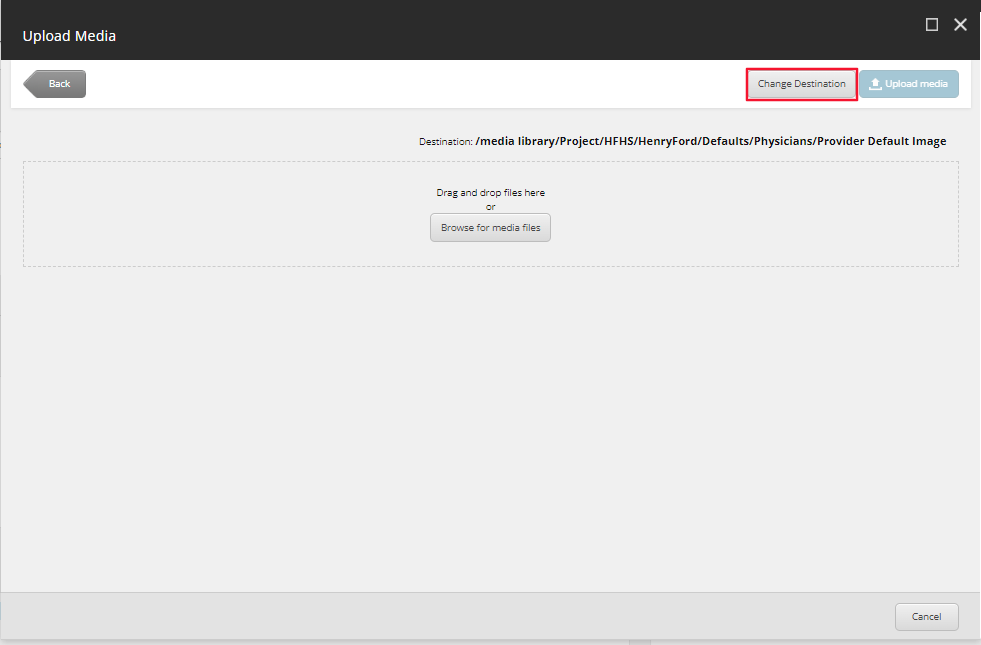 Upload Media
Back
Change Destination
Upload media
Destination: /media library/Project/HFHS/HenryFord/Defaults/Physicians/Provider Default Image
Drag and drop files here
or
Browse for media files
Cancel